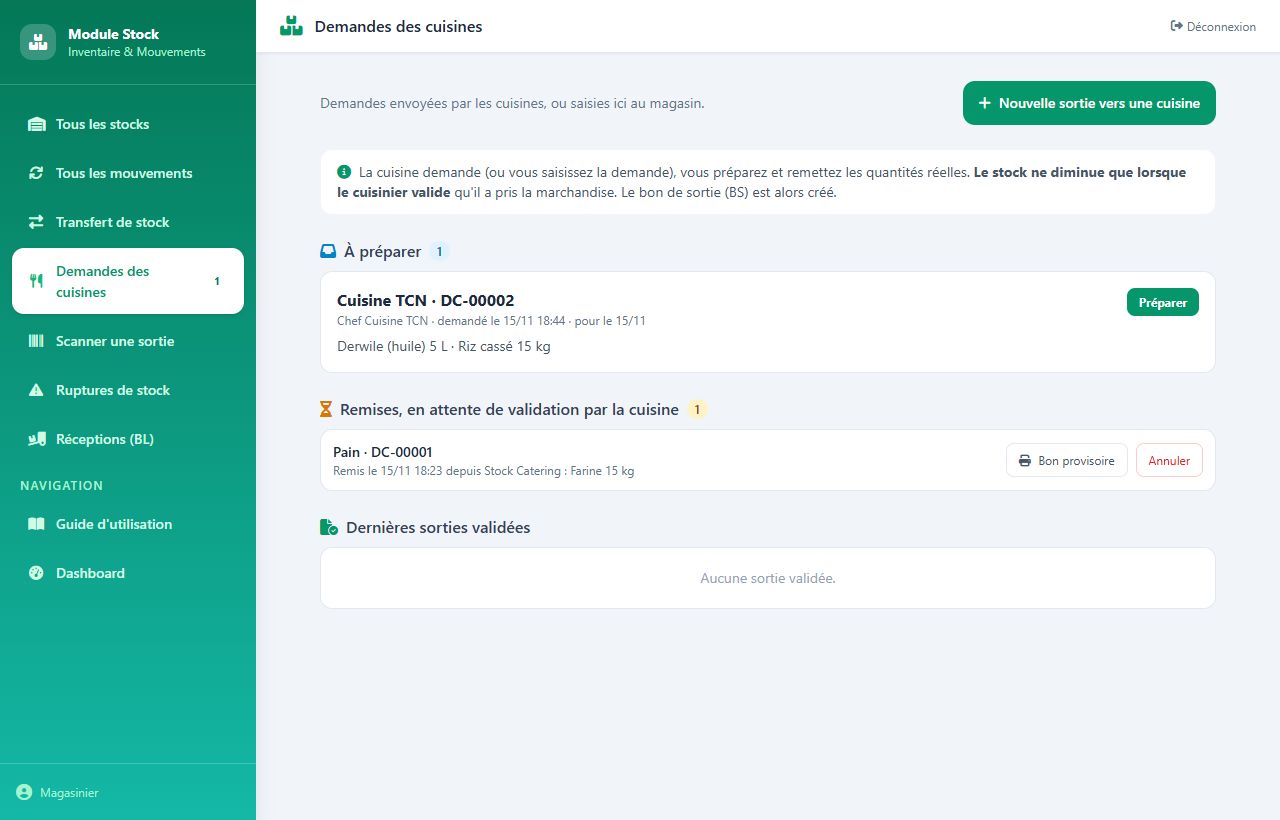 Module Stock
Inventaire & Mouvements
Tous les stocks
Tous les mouvements
Transfert de stock
Demandes des
cuisines
1
Scanner une sortie
Ruptures de stock
Réceptions (BL)
NAVIGATION
Guide d'utilisation
Dashboard
Magasinier
Demandes des cuisines
Déconnexion
Demandes envoyées par les cuisines, ou saisies ici au magasin.
+ Nouvelle sortie vers une cuisine
La cuisine demande (ou vous saisissez la demande), vous préparez et remettez les quantités réelles. Le stock ne diminue que lorsque
le cuisinier valide qu'il a pris la marchandise. Le bon de sortie (BS) est alors créé.
À préparer 1
Cuisine TCN · DC-00002
Préparer
Chef Cuisine TCN · demandé le 15/11 18:44 · pour le 15/11
Derwile (huile) 5 L · Riz cassé 15 kg
Remises, en attente de validation par la cuisine 1
Pain · DC-00001
Remis le 15/11 18:23 depuis Stock Catering : Farine 15 kg
Bon provisoire
Annuler
Dernières sorties validées
Aucune sortie validée.